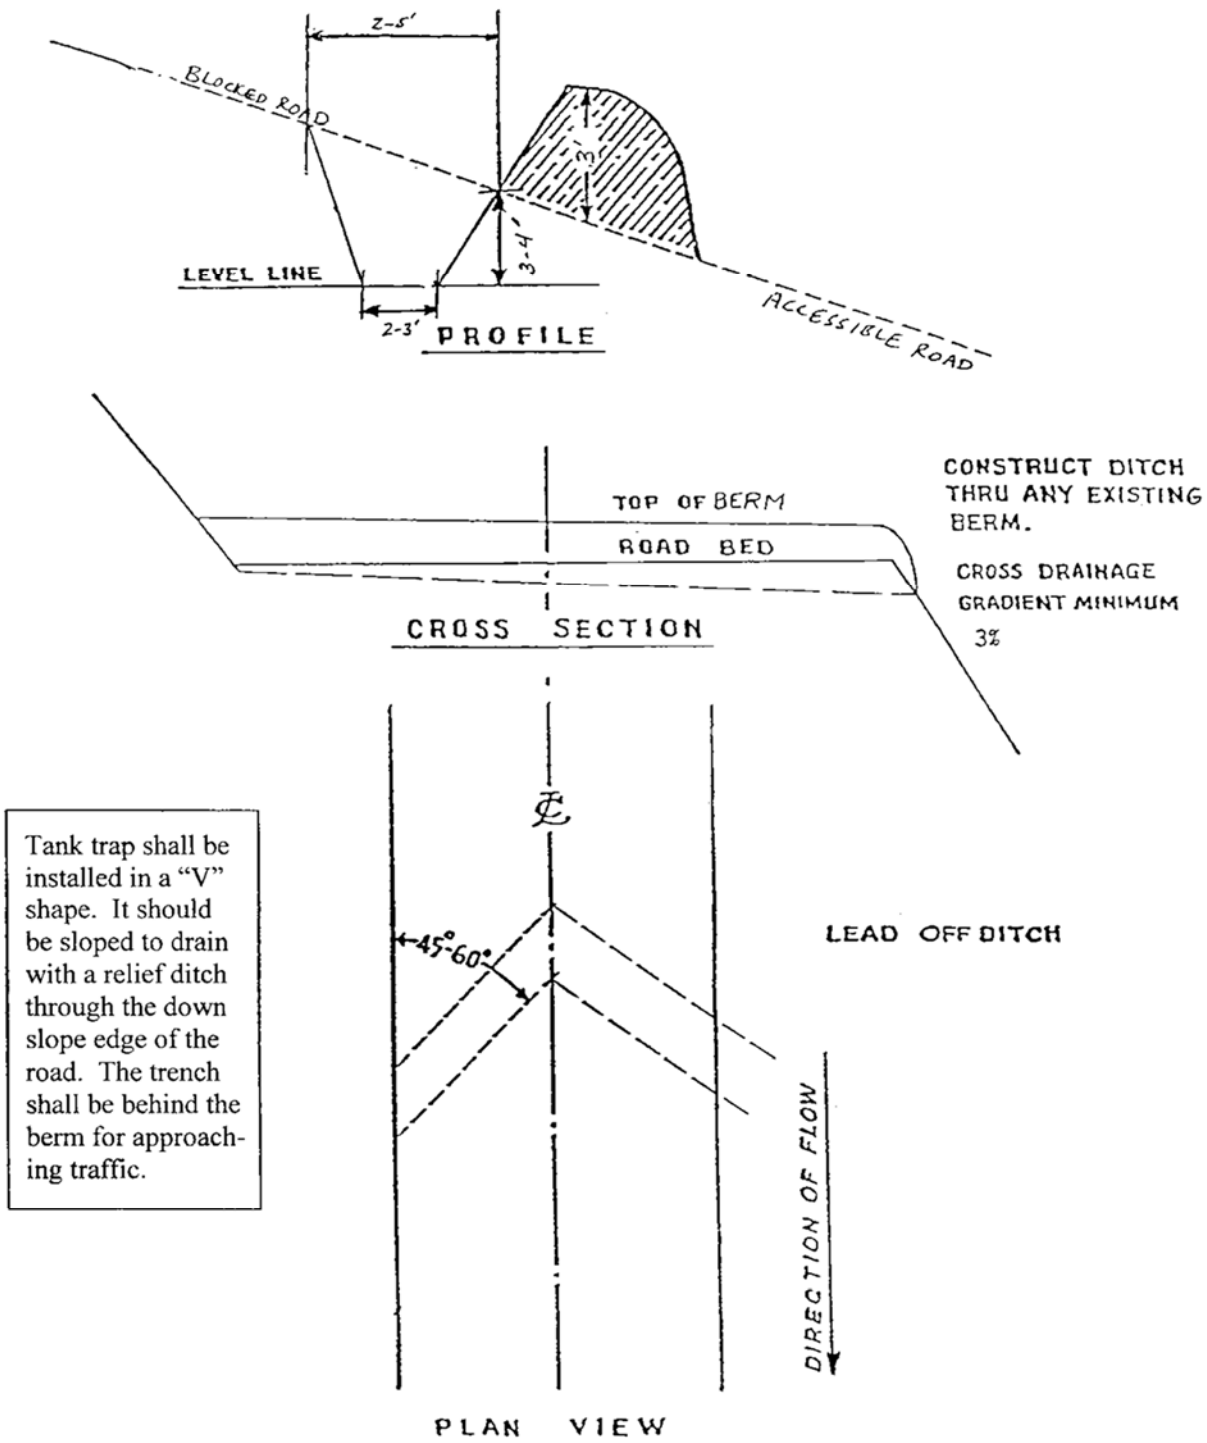 2-5'
BLOCKED ROAD
3'
3-4'
LEVEL LINE
2-3'
PROFILE
ACCESSIBLE ROAD
CONSTRUCT DITCH
THRU ANY EXISTING
BERM.
TOP OF BERM
ROAD BED
CROSS DRAINAGE
GRADIENT MINIMUM
3%
CROSS SECTION
℄
Tank trap shall be
installed in a “V”
shape. It should
be sloped to drain
with a relief ditch
through the down
slope edge of the
road. The trench
shall be behind the
berm for approach-
ing traffic.
45°-60°
LEAD OFF DITCH
DIRECTION OF FLOW
PLAN VIEW